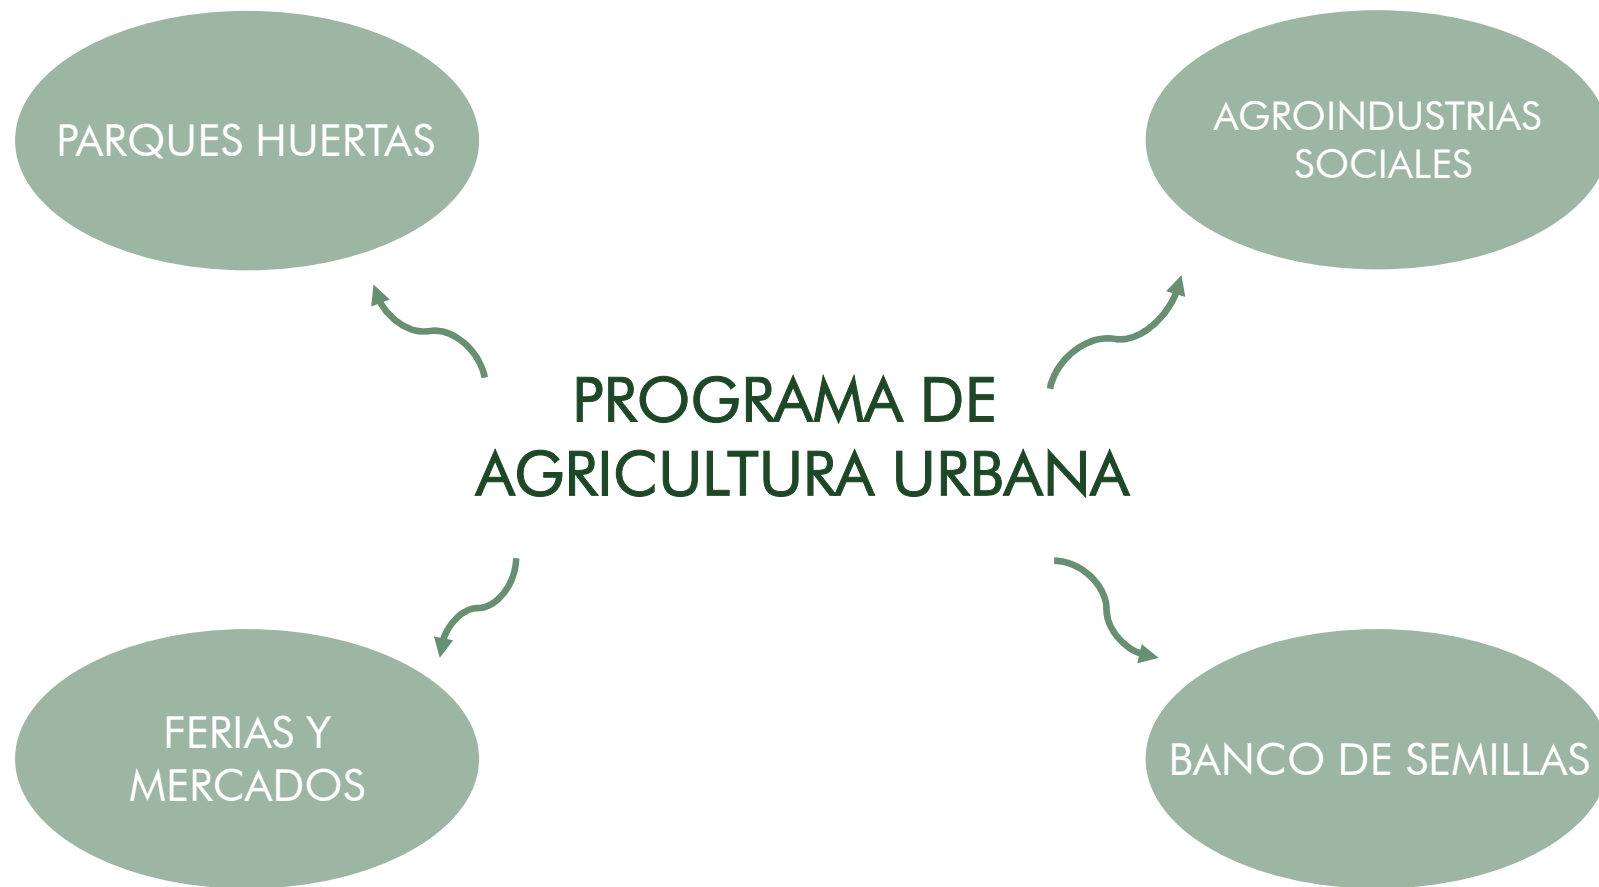 PARQUES HUERTAS
AGROINDUSTRIAS
SOCIALES
PROGRAMA DE
AGRICULTURA URBANA
FERIAS Y
MERCADOS
BANCO DE SEMILLAS